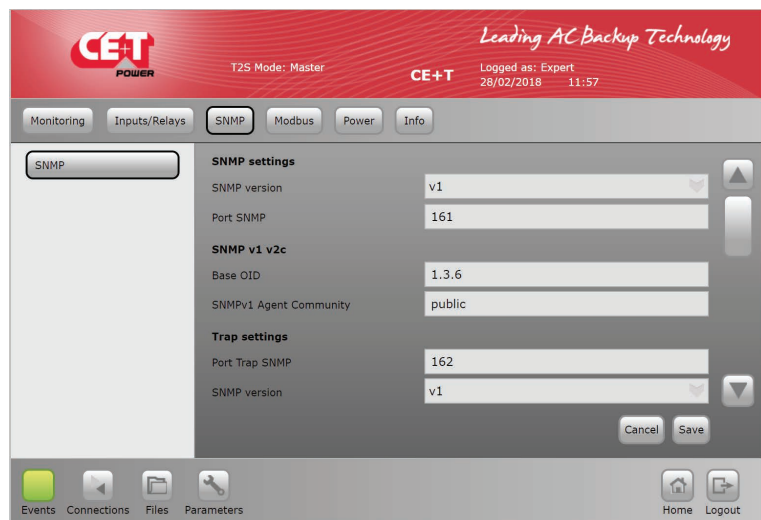 CE+T
POWER
Leading AC Backup Technology
T2S Mode: Master
CE+T
Logged as: Expert
28/02/2018 11:57
Monitoring
Inputs/Relays
SNMP
Modbus
Power
Info
SNMP
SNMP settings
SNMP version
v1
Port SNMP
161
SNMP v1 v2c
Base OID
1.3.6
SNMPv1 Agent Community
public
Trap settings
Port Trap SNMP
162
SNMP version
v1
Cancel
Save
Events
Connections
Files
Parameters
Home
Logout